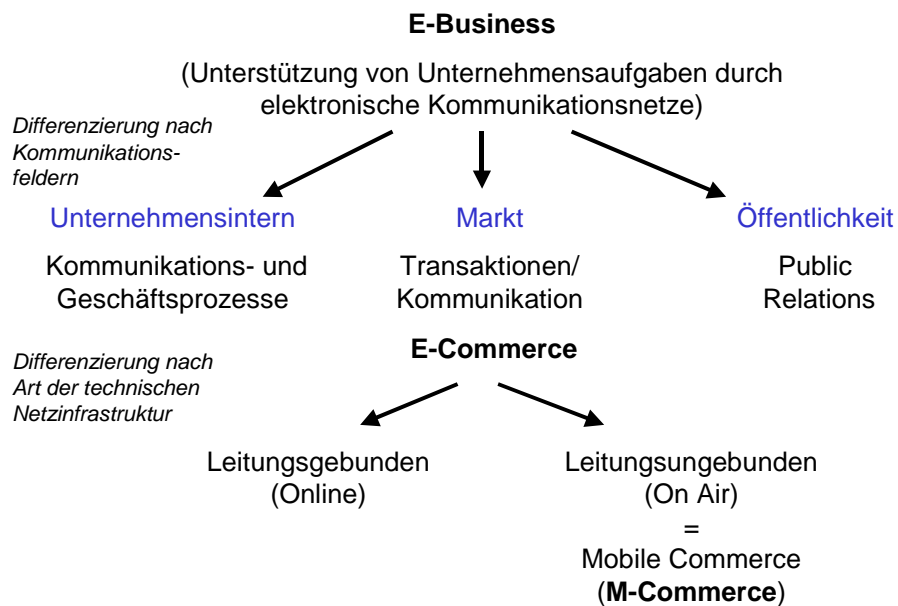 E-Business
(Unterstützung von Unternehmensaufgaben durch
elektronische Kommunikationsnetze)
Differenzierung nach
Kommunikations-
feldern
Unternehmensintern
Markt
Öffentlichkeit
Kommunikations- und
Geschäftsprozesse
Transaktionen/
Kommunikation
Public
Relations
E-Commerce
Differenzierung nach
Art der technischen
Netzinfrastruktur
Leitungsgebunden
(Online)
Leitungsungebunden
(On Air)
=
Mobile Commerce
(M-Commerce)